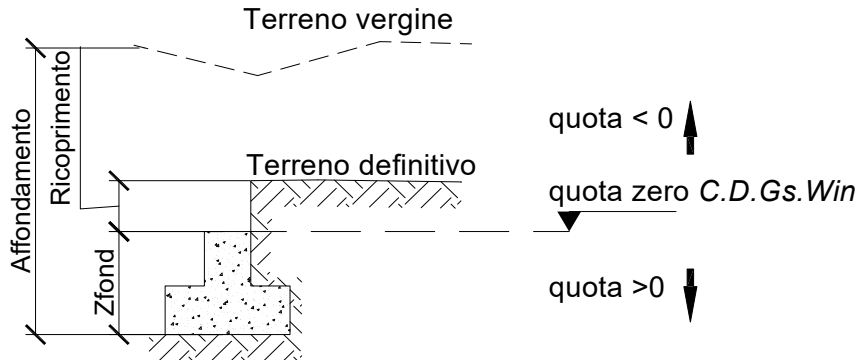 Terreno vergine
Affondamento
Ricoprimento
quota < 0
Terreno definitivo
quota zero C.D.Gs.Win
Zfond
quota >0